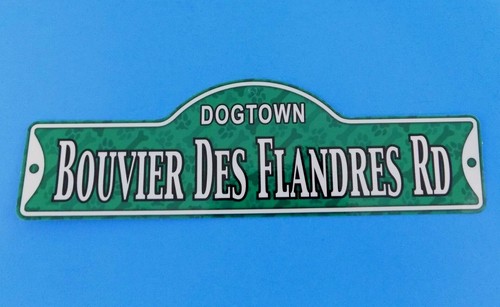 DOGTOWN
BOUVIER DES FLANDRES RD